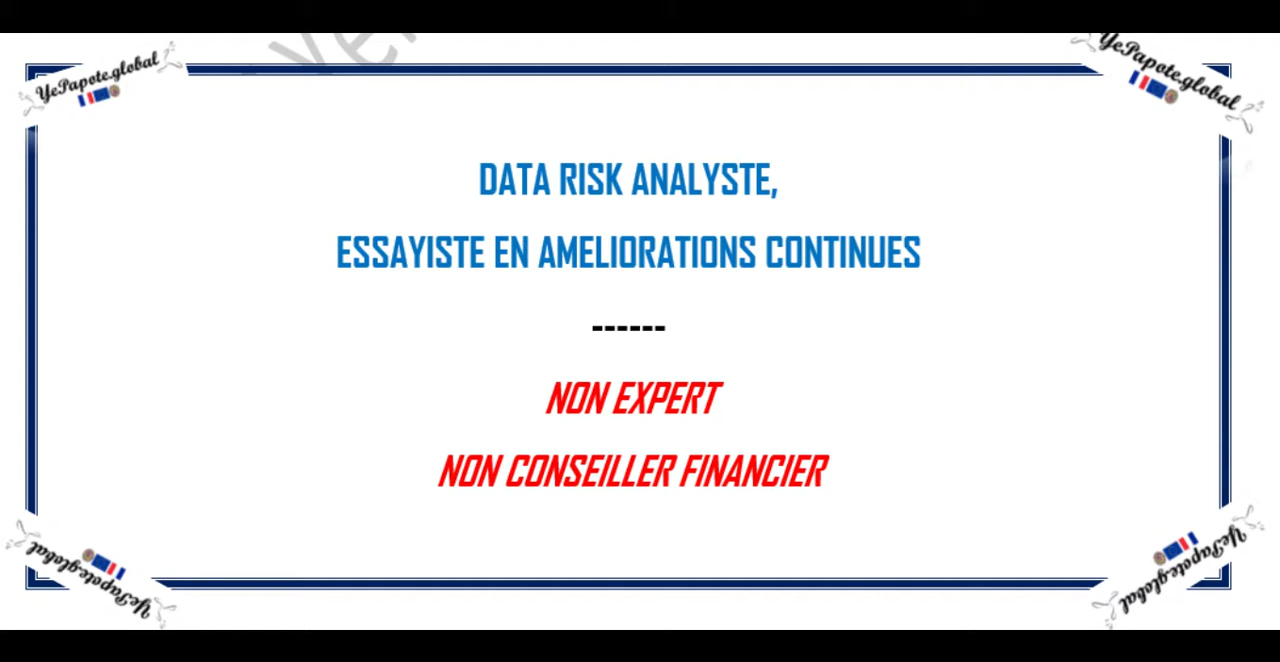 YePapote.global
YePapote.global
DATA RISK ANALYSTE,
ESSAYISTE EN AMELIORATIONS CONTINUES
------
NON EXPERT
NON CONSEILLER FINANCIER
YePapote.global
YePapote.global